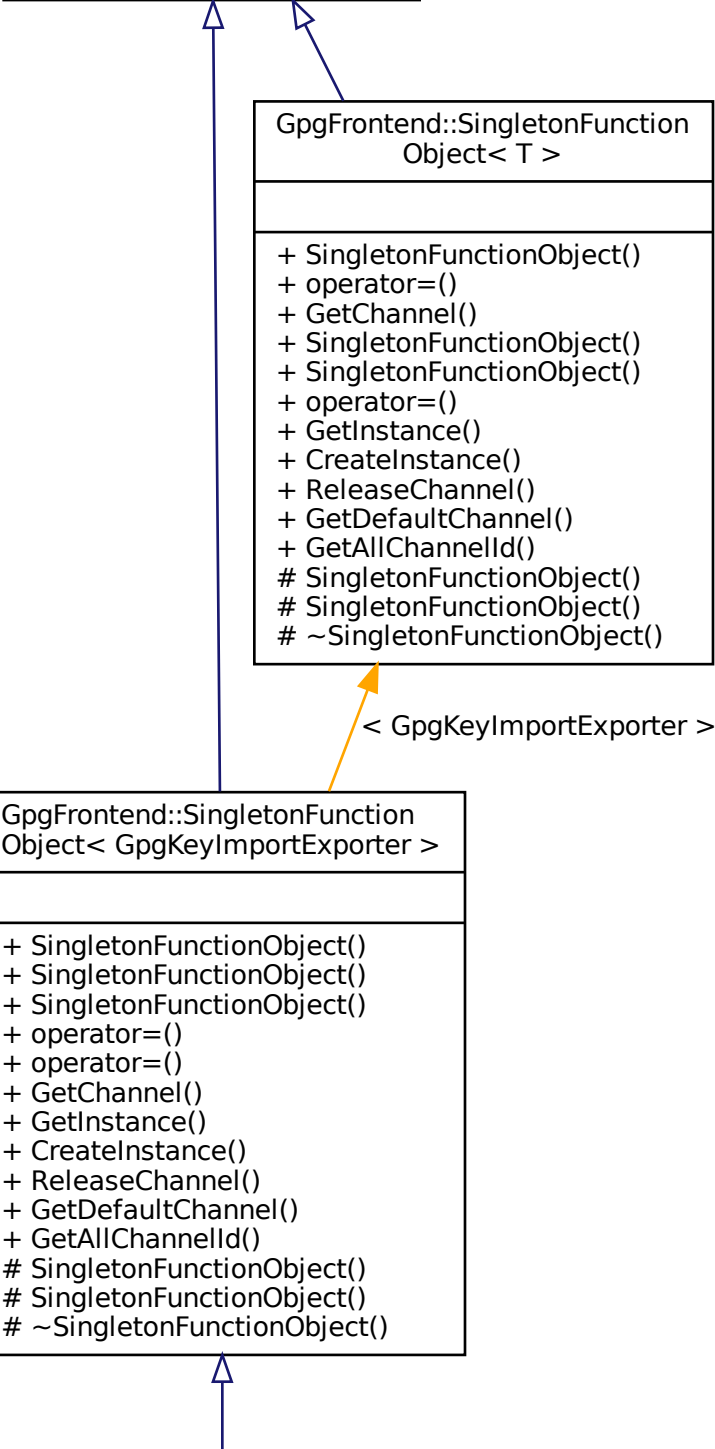 GpgFrontend::SingletonFunction
Object< T >
+ SingletonFunctionObject()
+ operator=()
+ GetChannel()
+ SingletonFunctionObject()
+ SingletonFunctionObject()
+ operator=()
+ GetInstance()
+ CreateInstance()
+ ReleaseChannel()
+ GetDefaultChannel()
+ GetAllChannelId()
# SingletonFunctionObject()
# SingletonFunctionObject()
# ~SingletonFunctionObject()
< GpgKeyImportExporter >
GpgFrontend::SingletonFunction
Object< GpgKeyImportExporter >
+ SingletonFunctionObject()
+ SingletonFunctionObject()
+ SingletonFunctionObject()
+ operator=()
+ operator=()
+ GetChannel()
+ GetInstance()
+ CreateInstance()
+ ReleaseChannel()
+ GetDefaultChannel()
+ GetAllChannelId()
# SingletonFunctionObject()
# SingletonFunctionObject()
# ~SingletonFunctionObject()